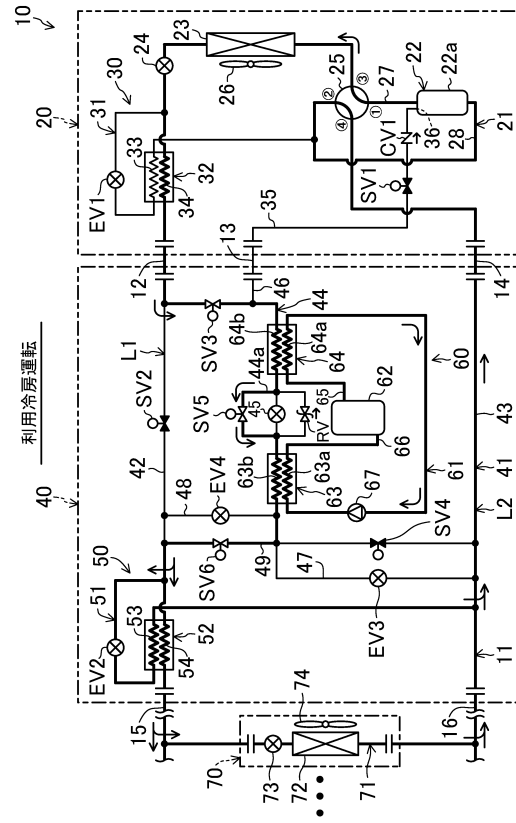 利用冷房運転
10
40
20
L1
SV2
50
51
EV2
53
54
52
42
48
EV4
SV6
49
SV3
12
13
46
44
44a
64b
64a
64
SV5
45
RV
65
62
66
63b
63a
63
67
60
61
SV4
47
EV3
43
41
L2
11
14
15
16
70
71
72
73
74
30
31
EV1
33
34
32
24
23
26
25
①
②
③
④
27
22
22a
36
28
21
CV1
SV1
35